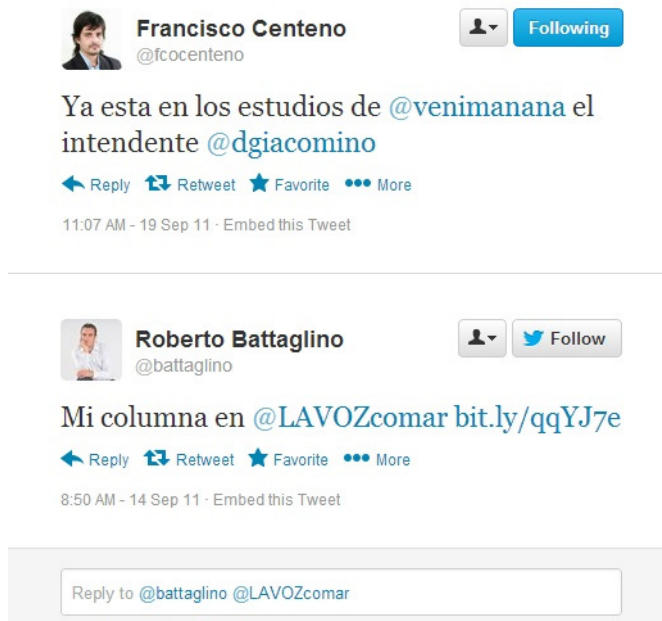 Francisco Centeno
Following
@fcocenteno
Ya esta en los estudios de @venimanana el
intendente @dgiacomino
Reply Retweet Favorite More
11:07 AM - 19 Sep 11 · Embed this Tweet
Roberto Battaglino
Follow
@battaglino
Mi columna en @LAVOZcomar bit.ly/qqYJ7e
Reply Retweet Favorite More
8:50 AM - 14 Sep 11 · Embed this Tweet
Reply to @battaglino @LAVOZcomar